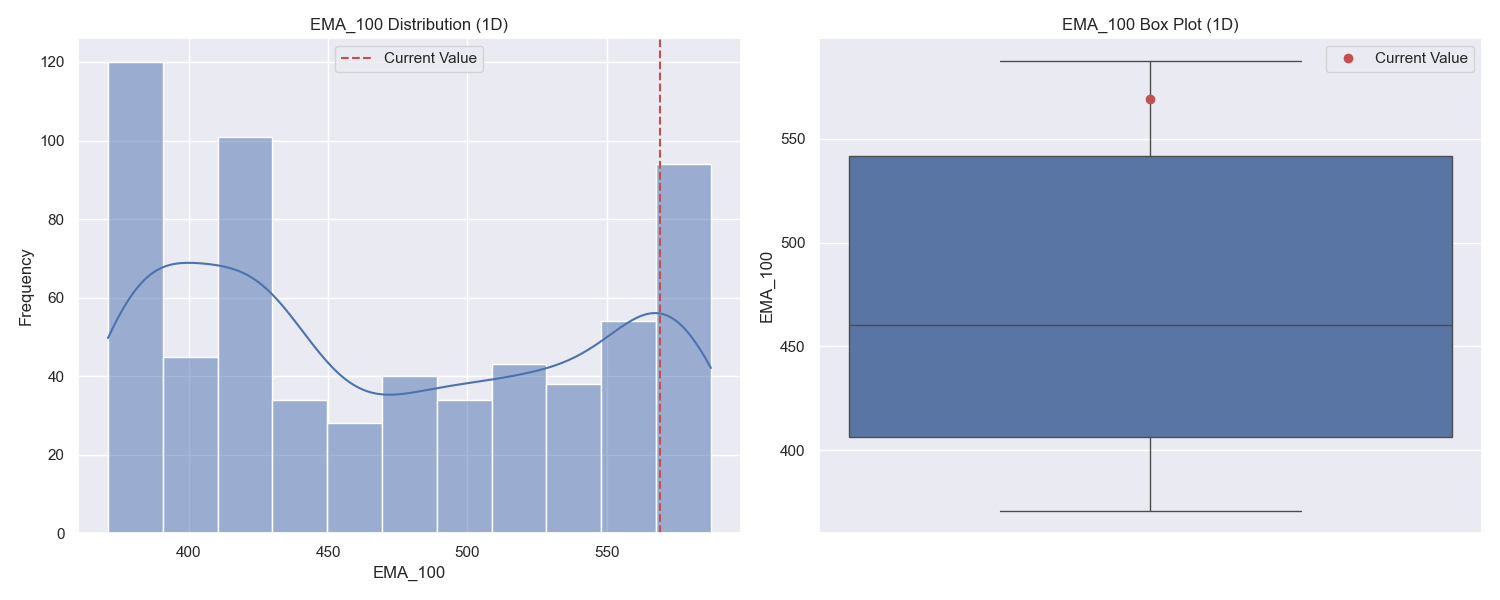 EMA_100 Distribution (1D)
Current Value
120
100
80
60
40
20
0
Frequency
400
450
500
550
EMA_100
EMA_100 Box Plot (1D)
Current Value
550
500
450
400
EMA_100